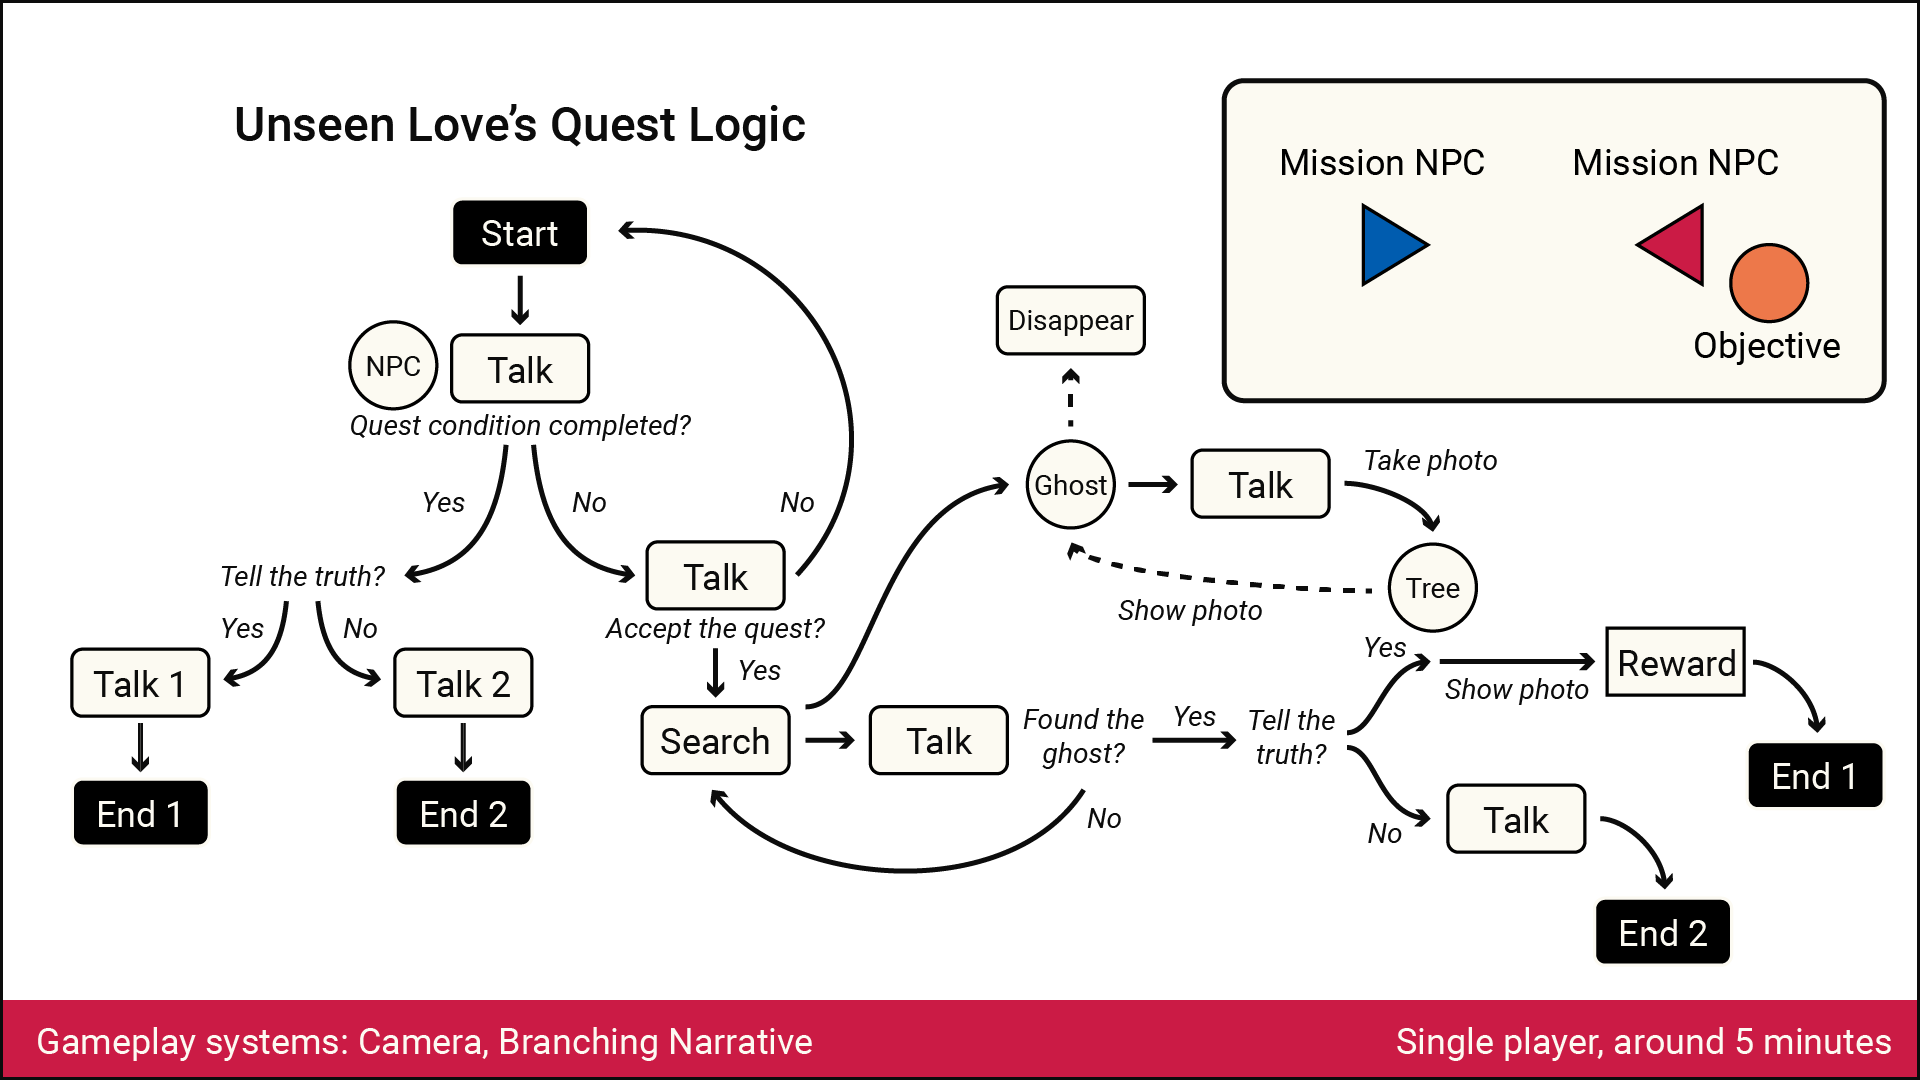 Unseen Love’s Quest Logic
Mission NPC
Mission NPC
Objective
Start
NPC
Talk
Quest condition completed?
Yes
No
No
Tell the truth?
Yes
No
Talk 1
Talk 2
End 1
End 2
Talk
Accept the quest?
Yes
Search
Talk
Found the
ghost?
No
Yes
Tell the
truth?
Disappear
Ghost
Talk
Take photo
Tree
Show photo
Yes
Show photo
Reward
End 1
No
Talk
End 2
Gameplay systems: Camera, Branching Narrative
Single player, around 5 minutes